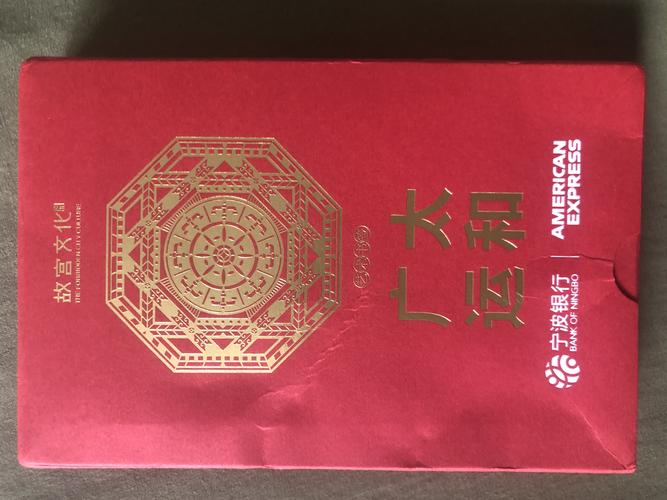 故宫文化
THE FORBIDDEN CITY CULTURE
太和
广运
宁波银行
BANK OF NINGBO
AMERICAN
EXPRESS